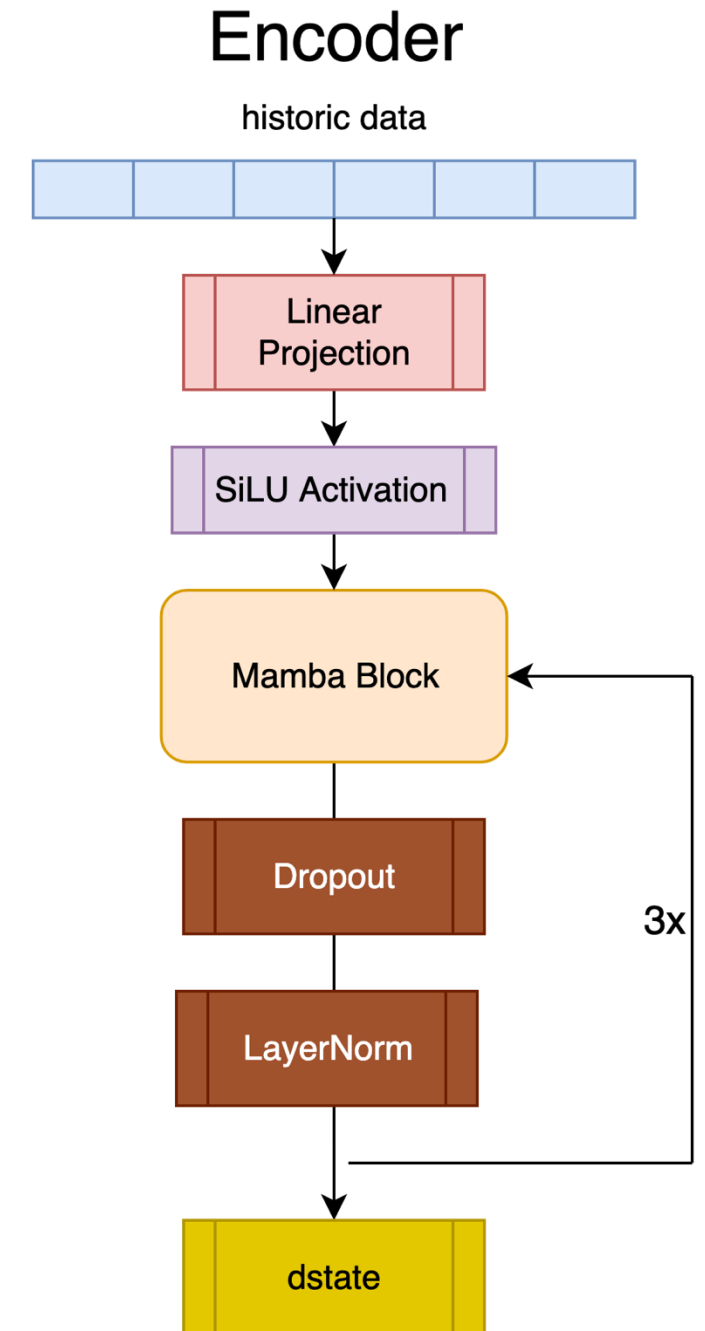 Encoder
historic data
Linear
Projection
SiLU Activation
Mamba Block
Dropout
3x
LayerNorm
dstate